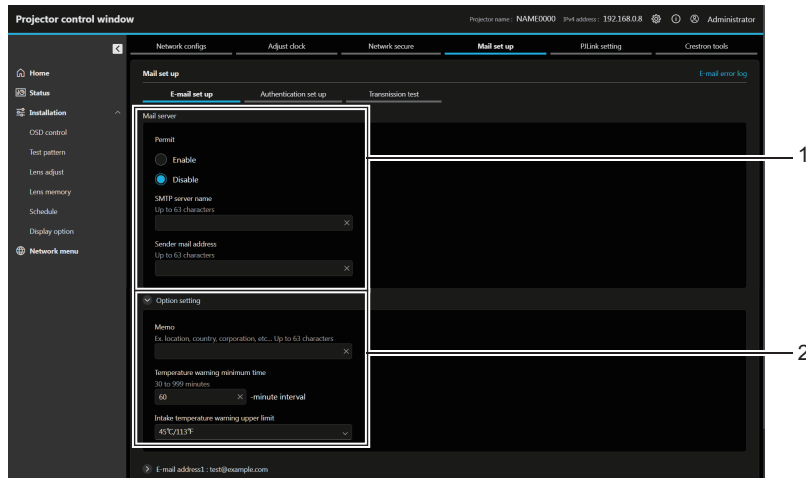 Projector control window
Projector name : NAME0000 IPv4 address : 192.168.0.8 Administrator
Network configs Adjust clock Netwrk secure Mail set up PJLink setting Crestron tools
Home
Status
Installation
OSD control
Test pattern
Lens adjust
Lens memory
Schedule
Display option
Network menu
Mail set up E-mail error log
E-mail set up Authentication set up Transmission test
Mail server
Permit
Enable
Disable
SMTP server name
Up to 63 characters
Sender mail address
Up to 63 characters
1
Option setting
Memo
Ex. location, country, corporation, etc... Up to 63 characters
Temperature warning minimum time
30 to 999 minutes
60 -minute interval
Intake temperature warning upper limit
45℃/113℉
2
E-mail address1 : test@example.com